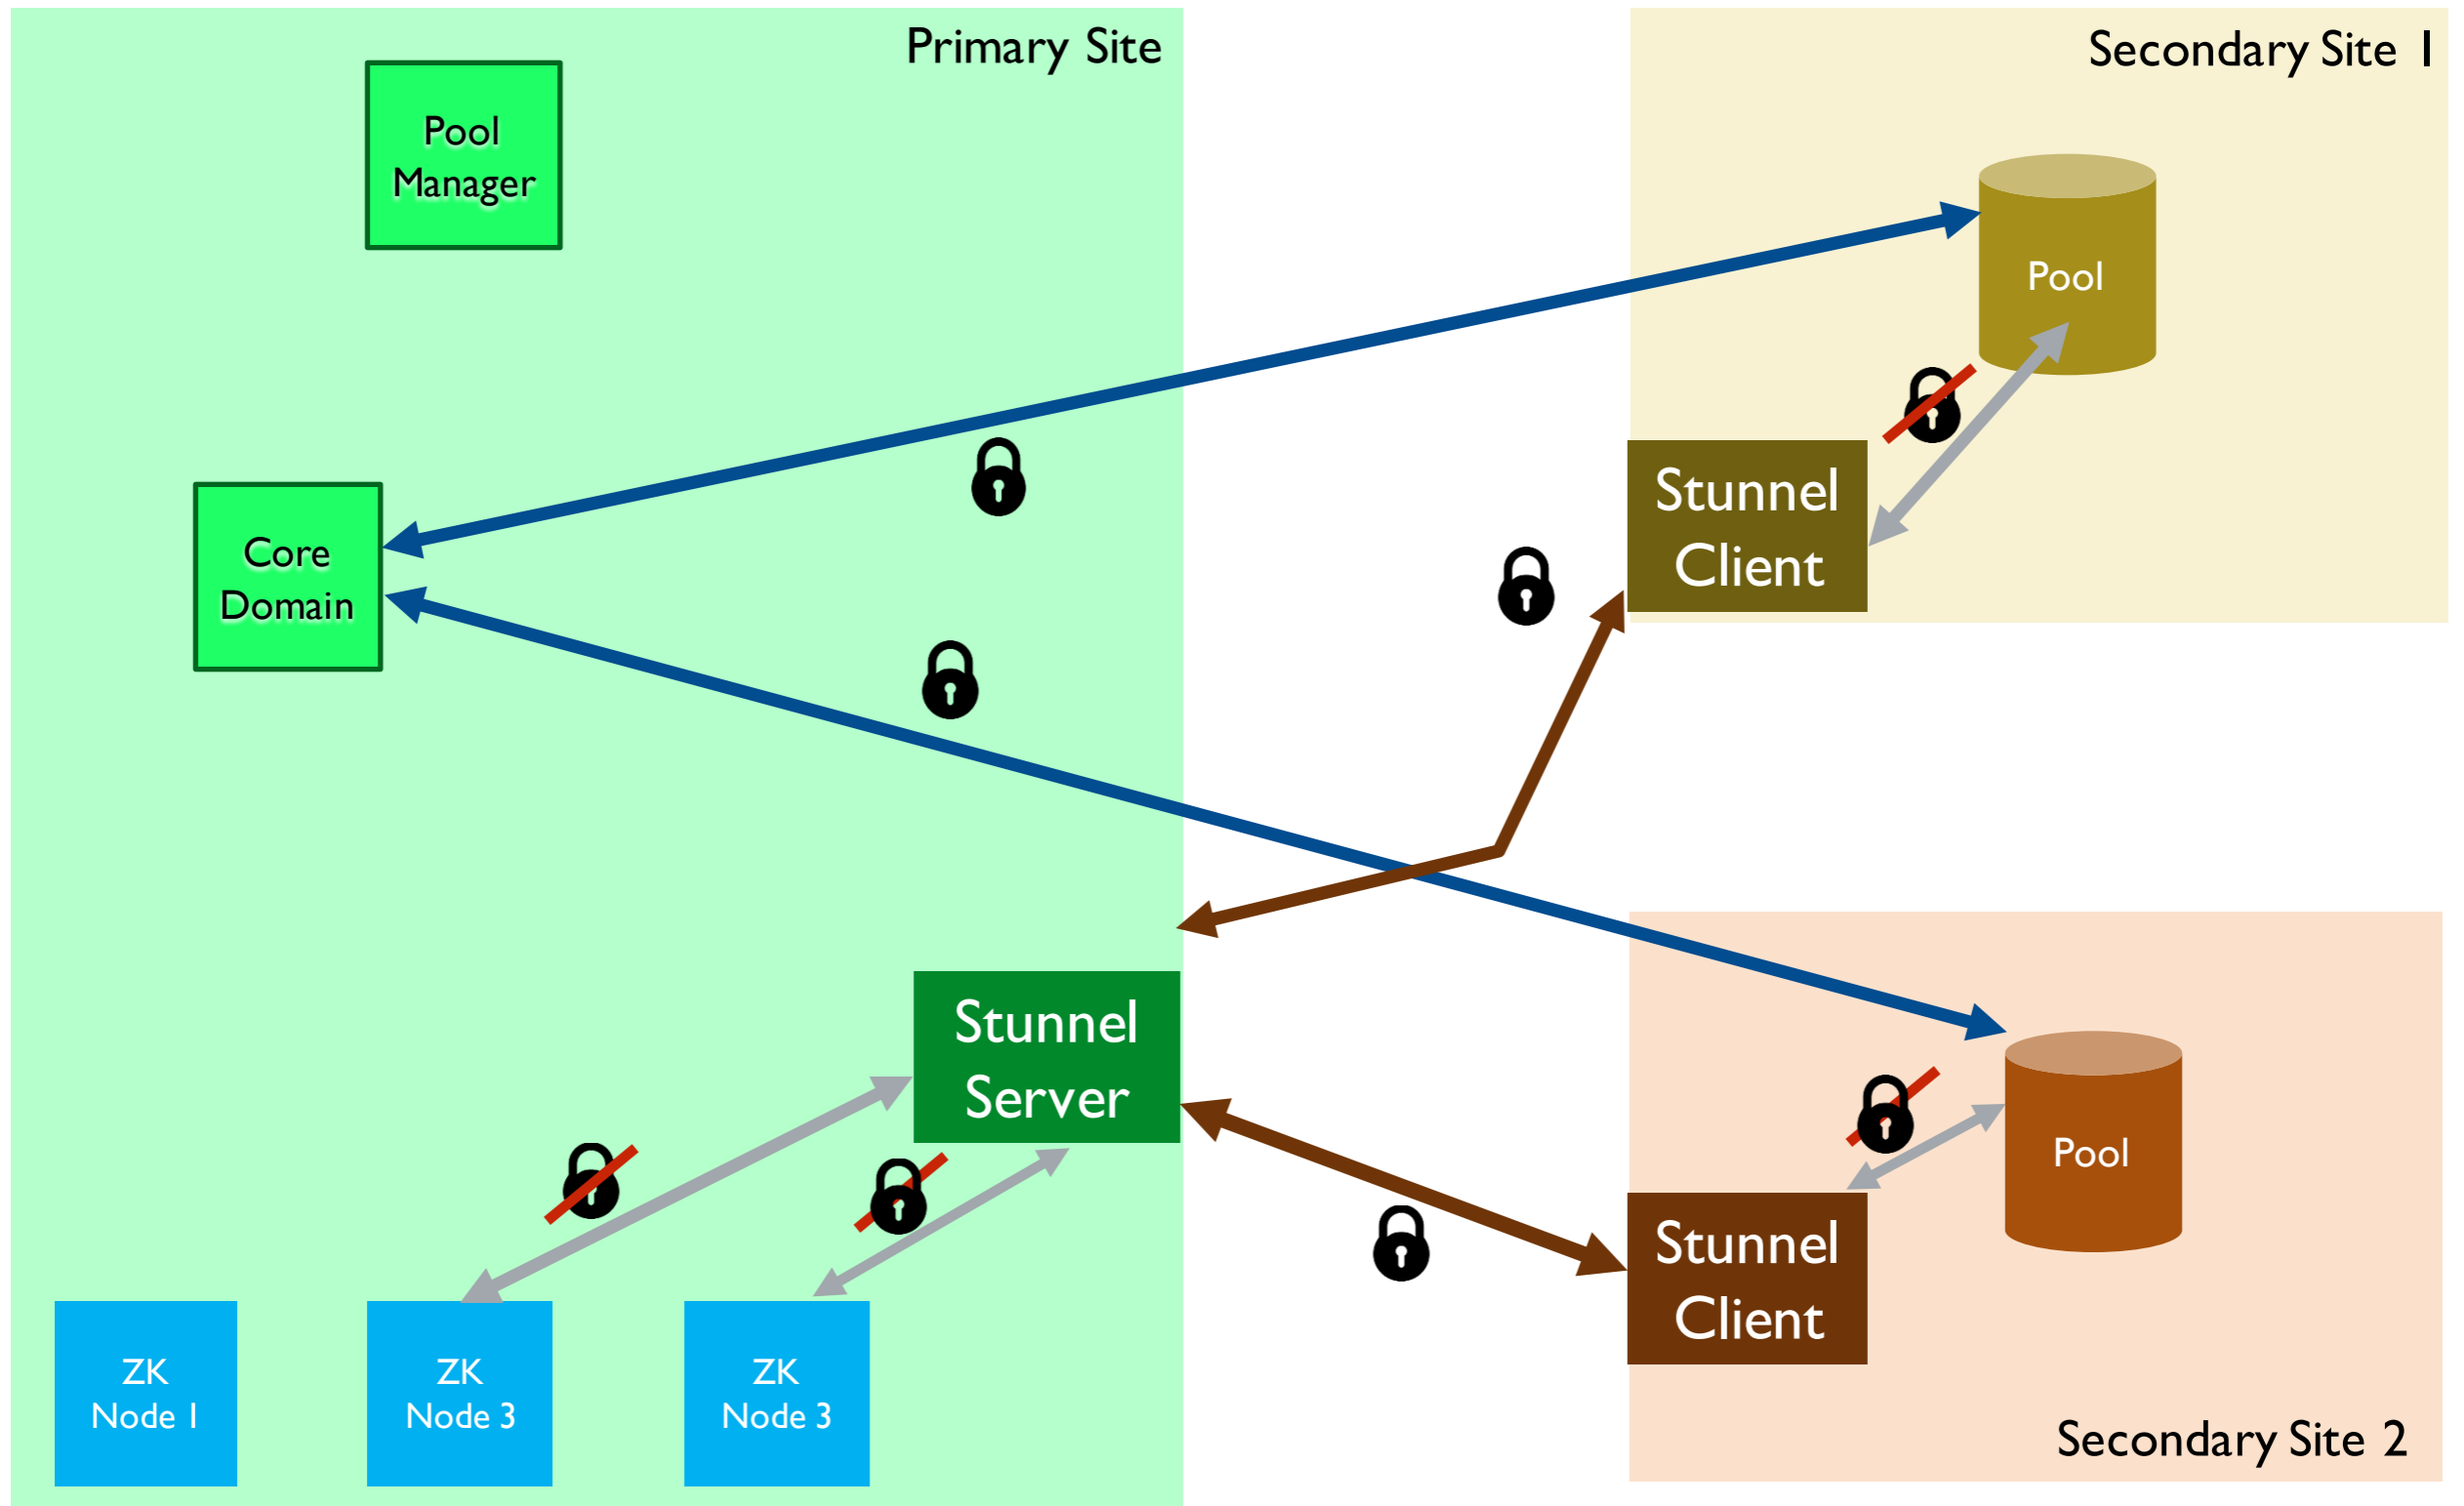 Primary Site
Secondary Site 1
Pool
Manager
Pool
Stunnel
Client
Core
Domain
Stunnel
Server
Pool
Stunnel
Client
ZK
Node 1
ZK
Node 3
ZK
Node 3
Secondary Site 2